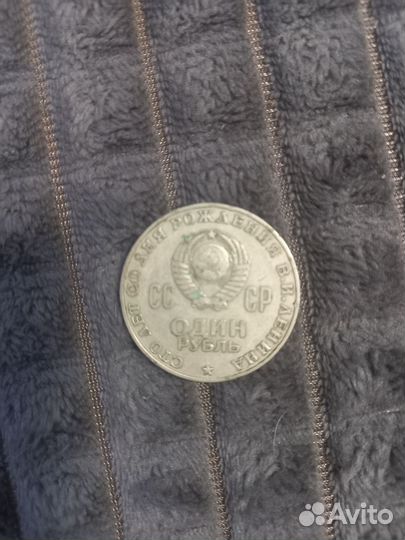 СТО ЛЕТ СО ДНЯ РОЖДЕНИЯ В.И.ЛЕНИНА
СС СР
ОДИН
РУБЛЬ
Avito